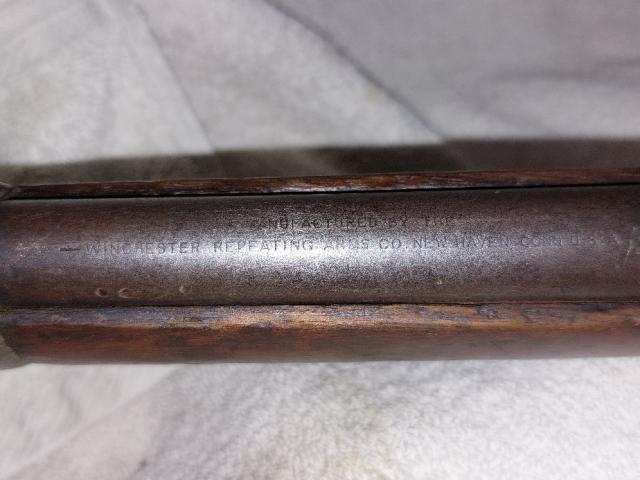 MANUFACTURED BY THE
— WINCHESTER REPEATING ARMS CO. NEW HAVEN. CONN. U.S.A.